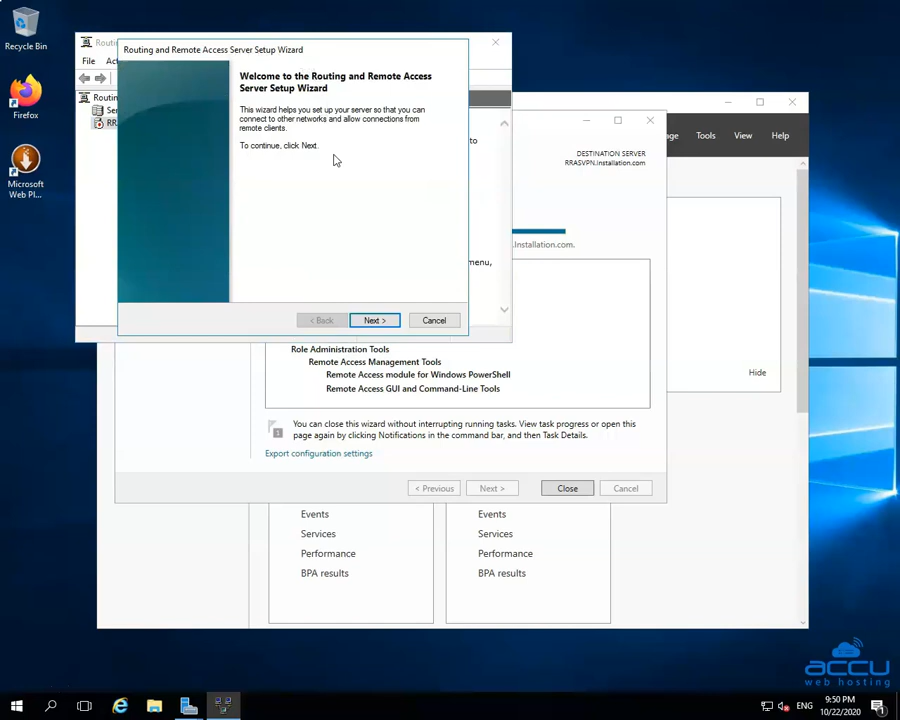 Recycle Bin
Firefox
Microsoft
Web Pl...
File
Routing and Remote Access Server Setup Wizard
Welcome to the Routing and Remote Access
Server Setup Wizard
This wizard helps you set up your server so that you can
connect to other networks and allow connections from
remote clients.
To continue, click Next.
< Back
Next >
Cancel
to
menu,
Tools
View
Help
DESTINATION SERVER
RRASVPN.Installation.com
.Installation.com.
Hide
Role Administration Tools
Remote Access Management Tools
Remote Access module for Windows PowerShell
Remote Access GUI and Command-Line Tools
1
You can close this wizard without interrupting running tasks. View task progress or open this
page again by clicking Notifications in the command bar, and then Task Details.
Export configuration settings
< Previous
Next >
Close
Cancel
Events
Services
Performance
BPA results
Events
Services
Performance
BPA results
accu
web hosting
ENG
9:50 PM
10/22/2020
1